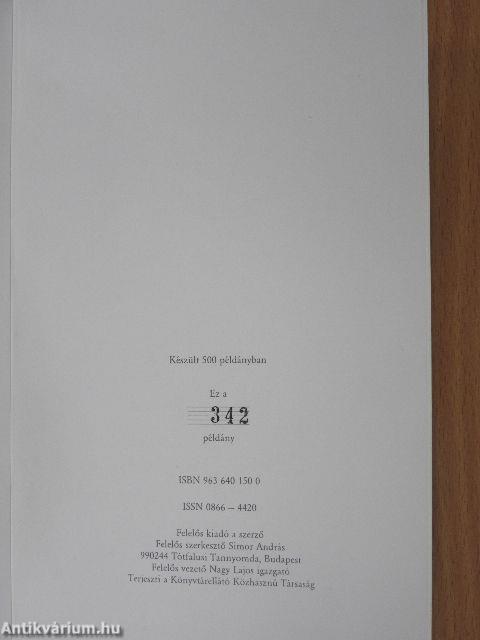 Készült 500 példányban
Ez a
342
példány
ISBN 963 640 150 0
ISSN 0866 – 4420
Felelős kiadó a szerző
Felelős szerkesztő Simor András
990244 Tótfalusi Tannyomda, Budapest
Felelős vezető Nagy Lajos igazgató
Terjeszti a Könyvtárellátó Közhasznú Társaság
Antikvárium.hu